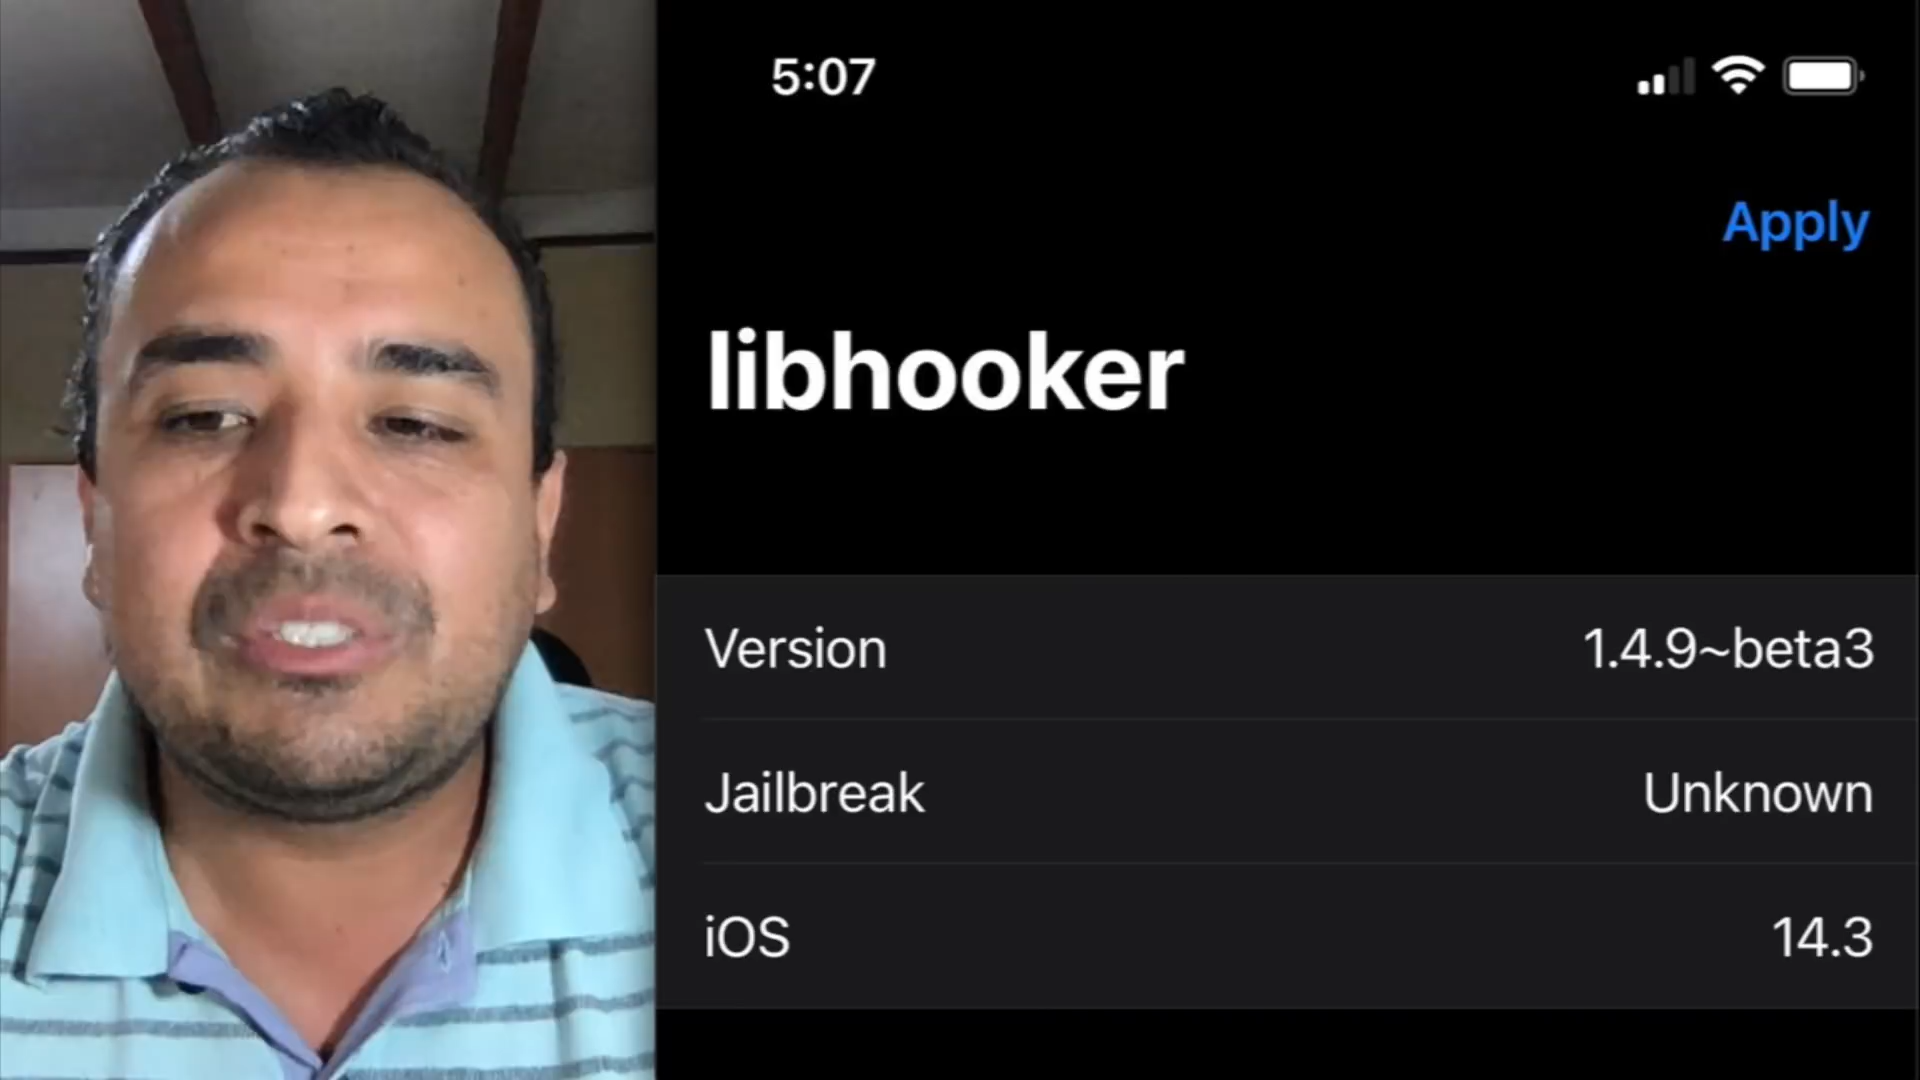 5:07
Apply
libhooker
Version 1.4.9~beta3
Jailbreak Unknown
iOS 14.3